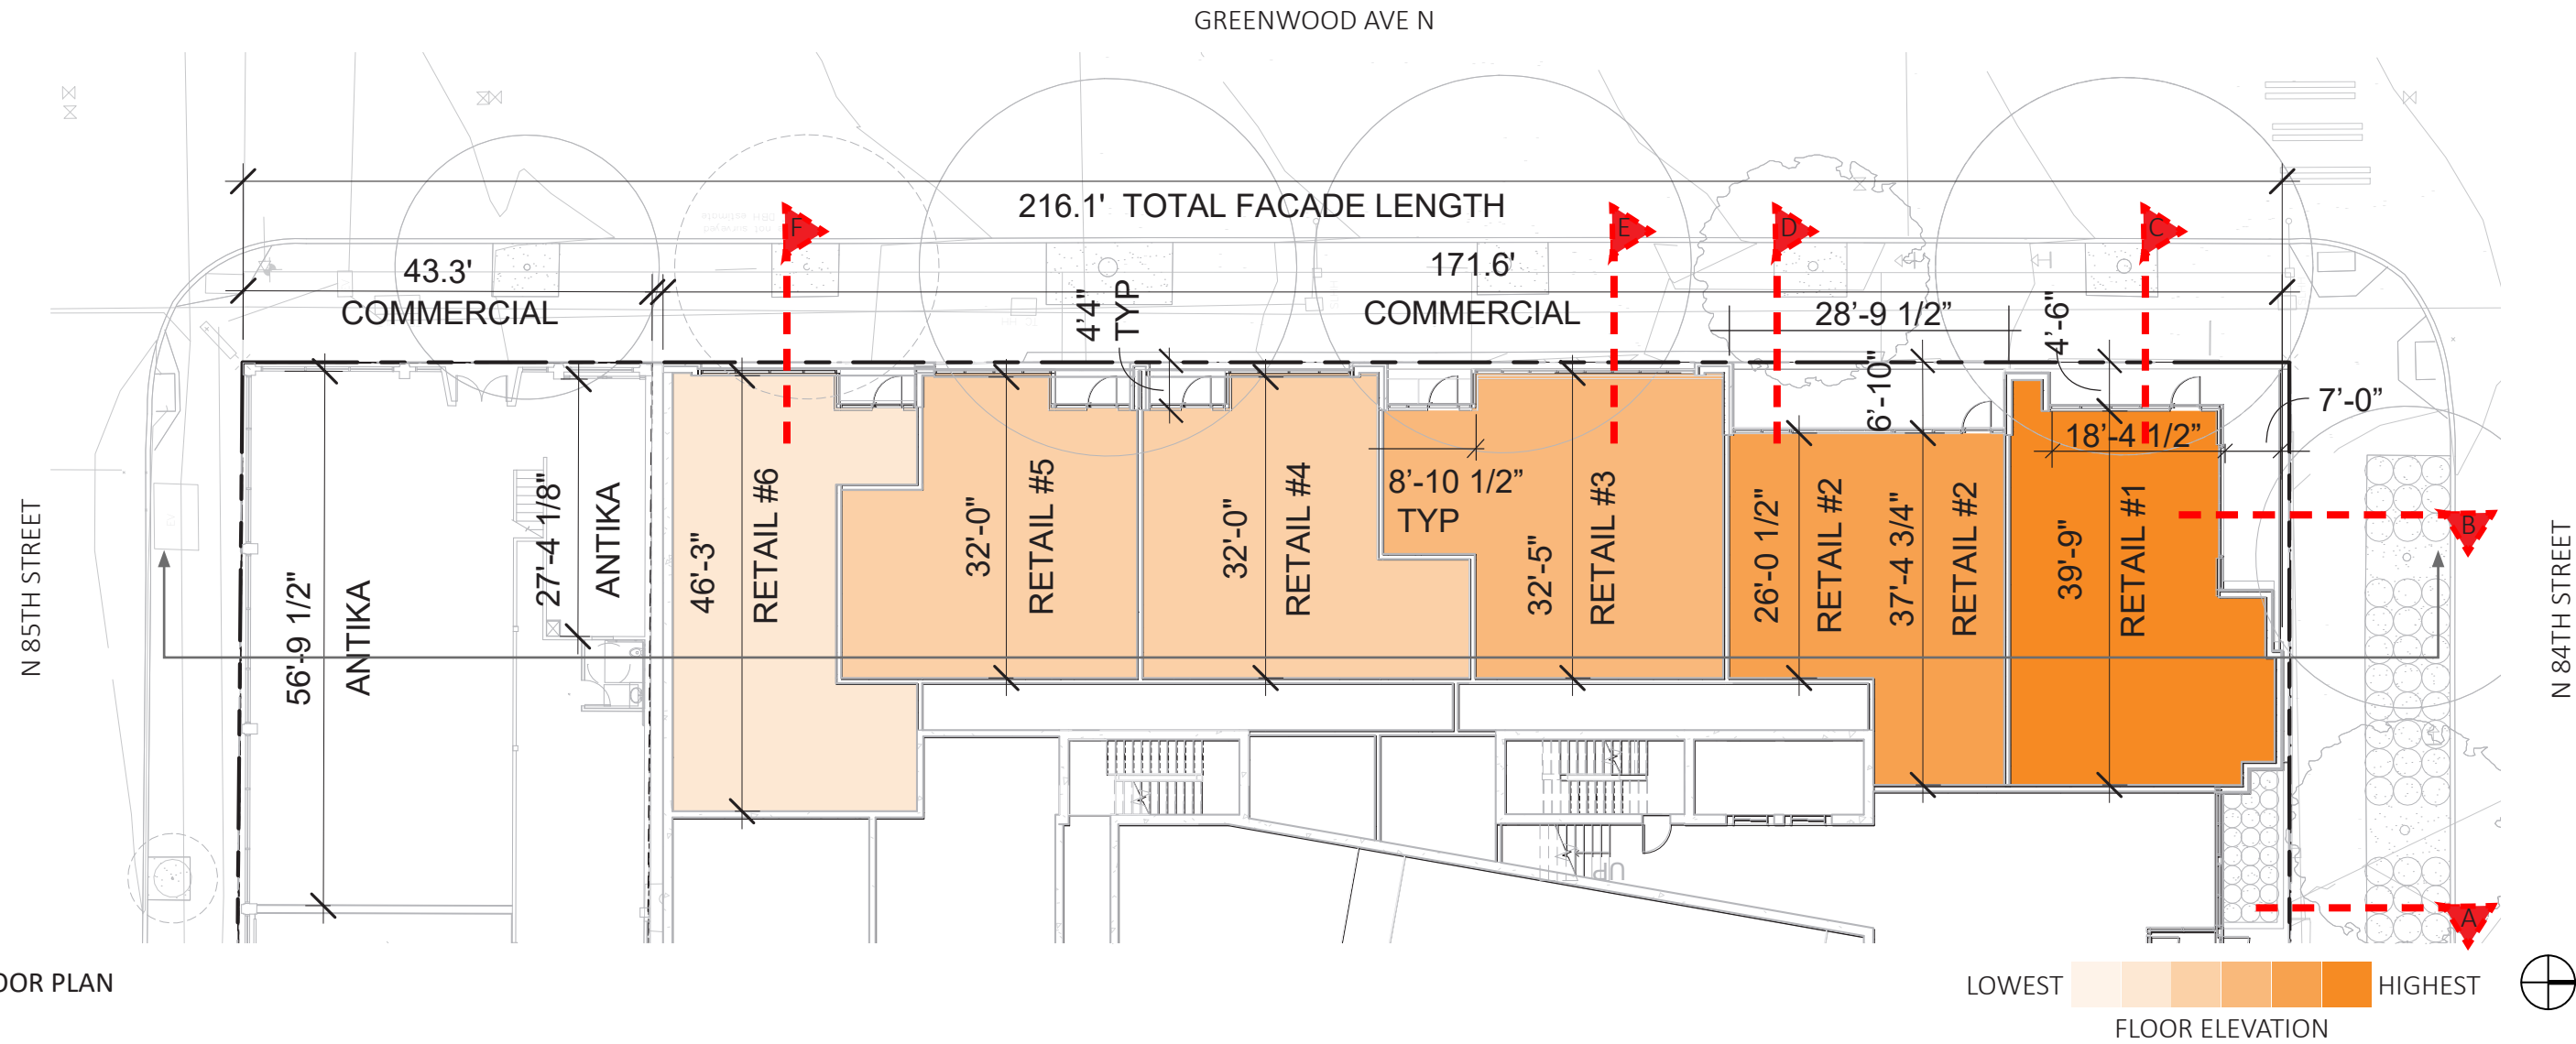 GREENWOOD AVE N
216.1' TOTAL FACADE LENGTH
F
E
D
C
43.3'
COMMERCIAL
4'4"
TYP
171.6'
COMMERCIAL
28’-9 1/2”
4’-6”
6’-10”
7’-0”
18’-4 1/2”
8’-10 1/2”
TYP
N 85TH STREET
56'-9 1/2"
ANTIKA
27'-4 1/8"
ANTIKA
46'-3"
RETAIL #6
32'-0"
RETAIL #5
32'-0"
RETAIL #4
32'-5"
RETAIL #3
26'-0 1/2"
RETAIL #2
37'-4 3/4"
RETAIL #2
39'-9"
RETAIL #1
B
N 84TH STREET
UP
A
OOR PLAN
LOWEST
HIGHEST
FLOOR ELEVATION